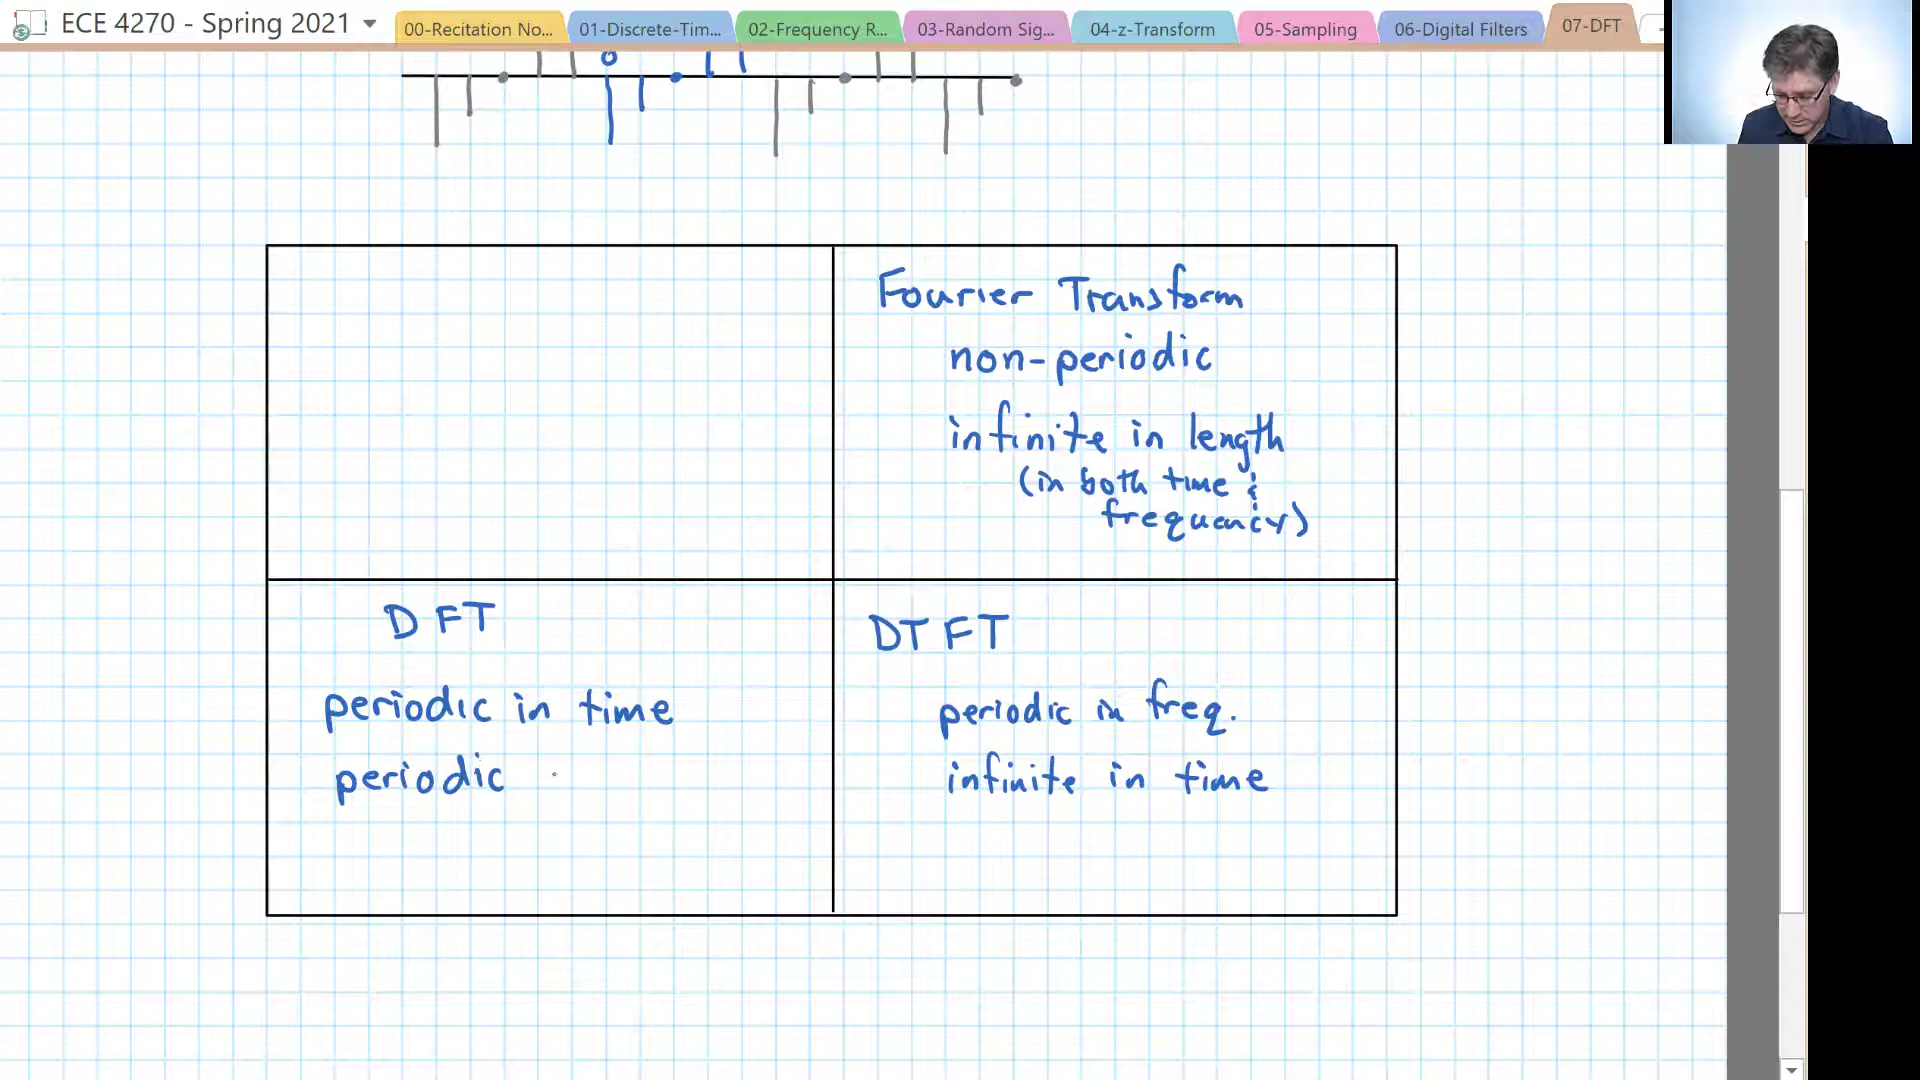 ECE 4270 - Spring 2021
00-Recitation No...
01-Discrete-Tim...
02-Frequency R...
03-Random Sig...
04-z-Transform
05-Sampling
06-Digital Filters
07-DFT
Fourier Transform
non-periodic
infinite in length
(in both time &
frequency)
DFT
periodic in time
periodic
DTFT
periodic in freq.
infinite in time